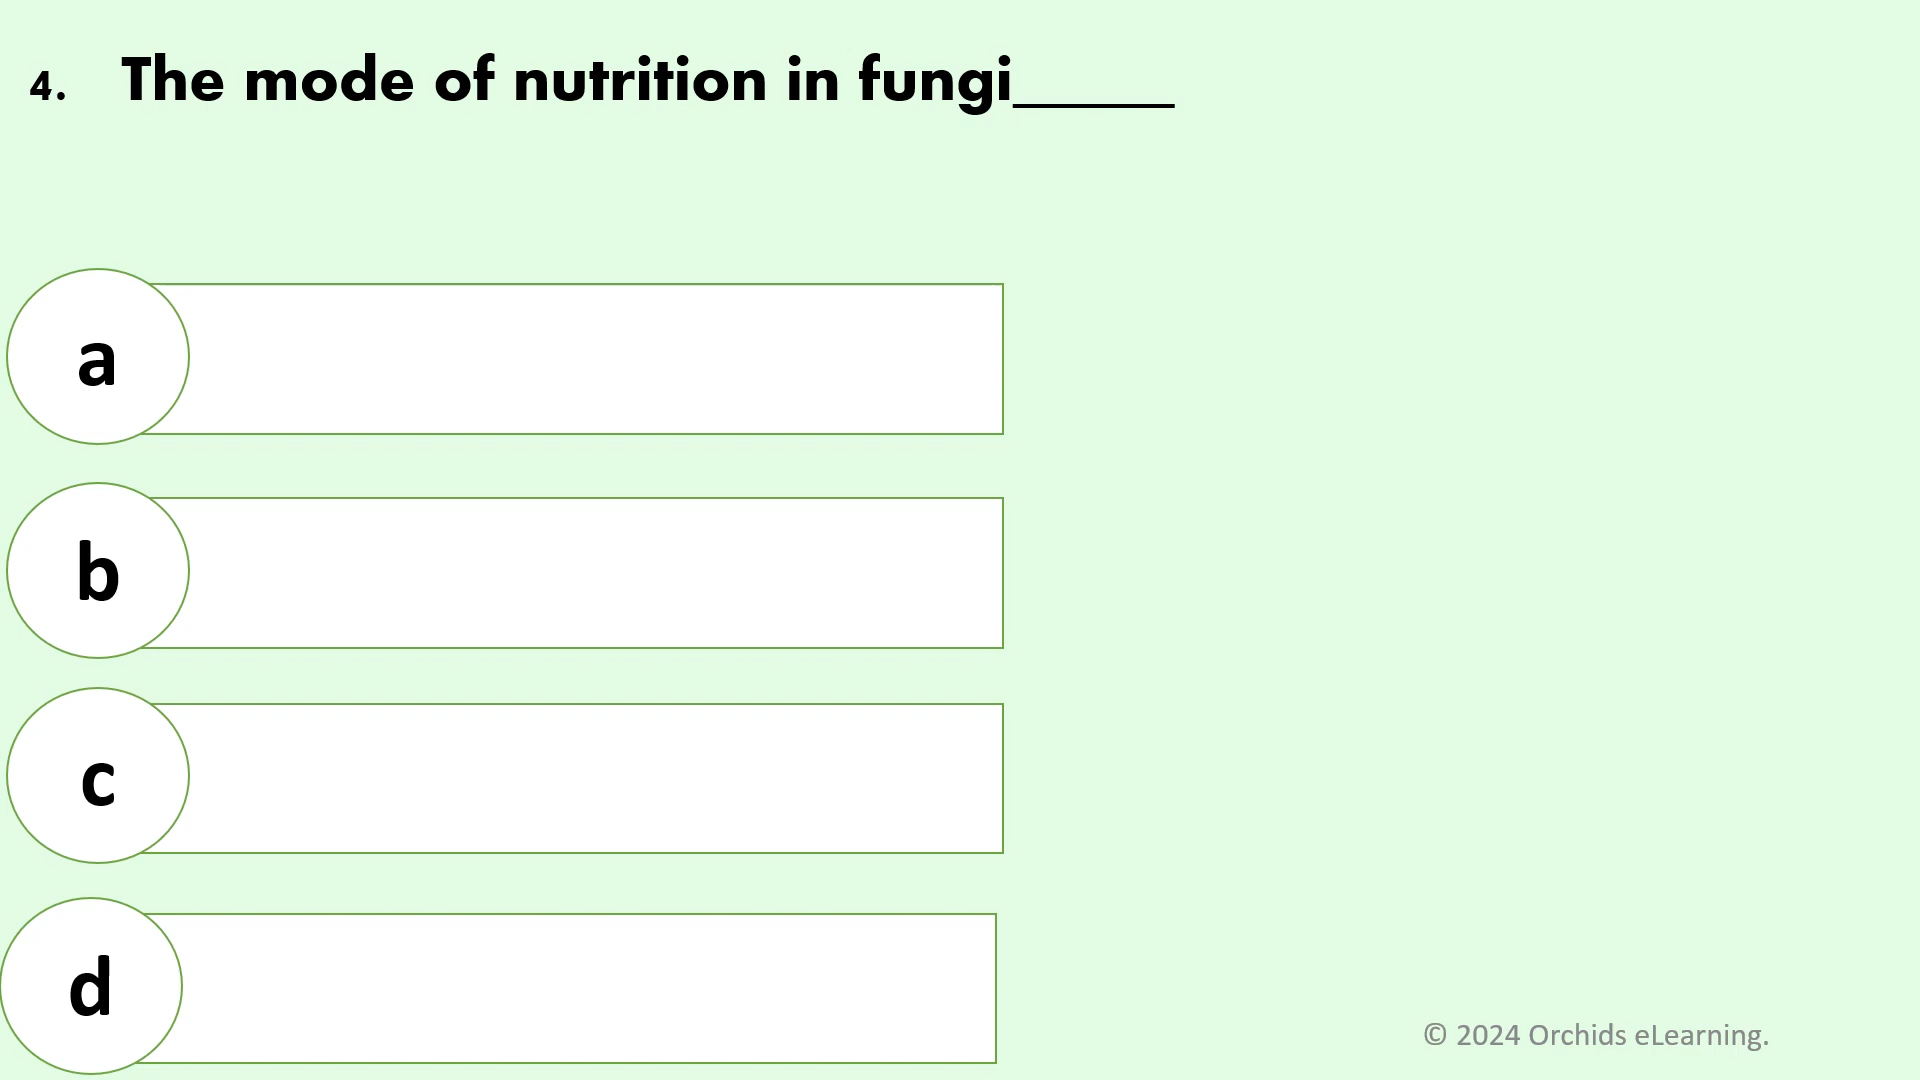 4. The mode of nutrition in fungi_____
a
b
c
d
© 2024 Orchids eLearning.